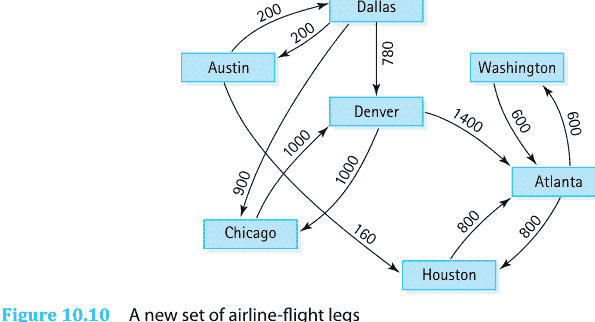 Dallas
200
200
Austin
780
Washington
Denver
1400
600
600
1000
1000
900
Atlanta
Chicago
160
800
800
Houston
Figure 10.10 A new set of airline-flight legs